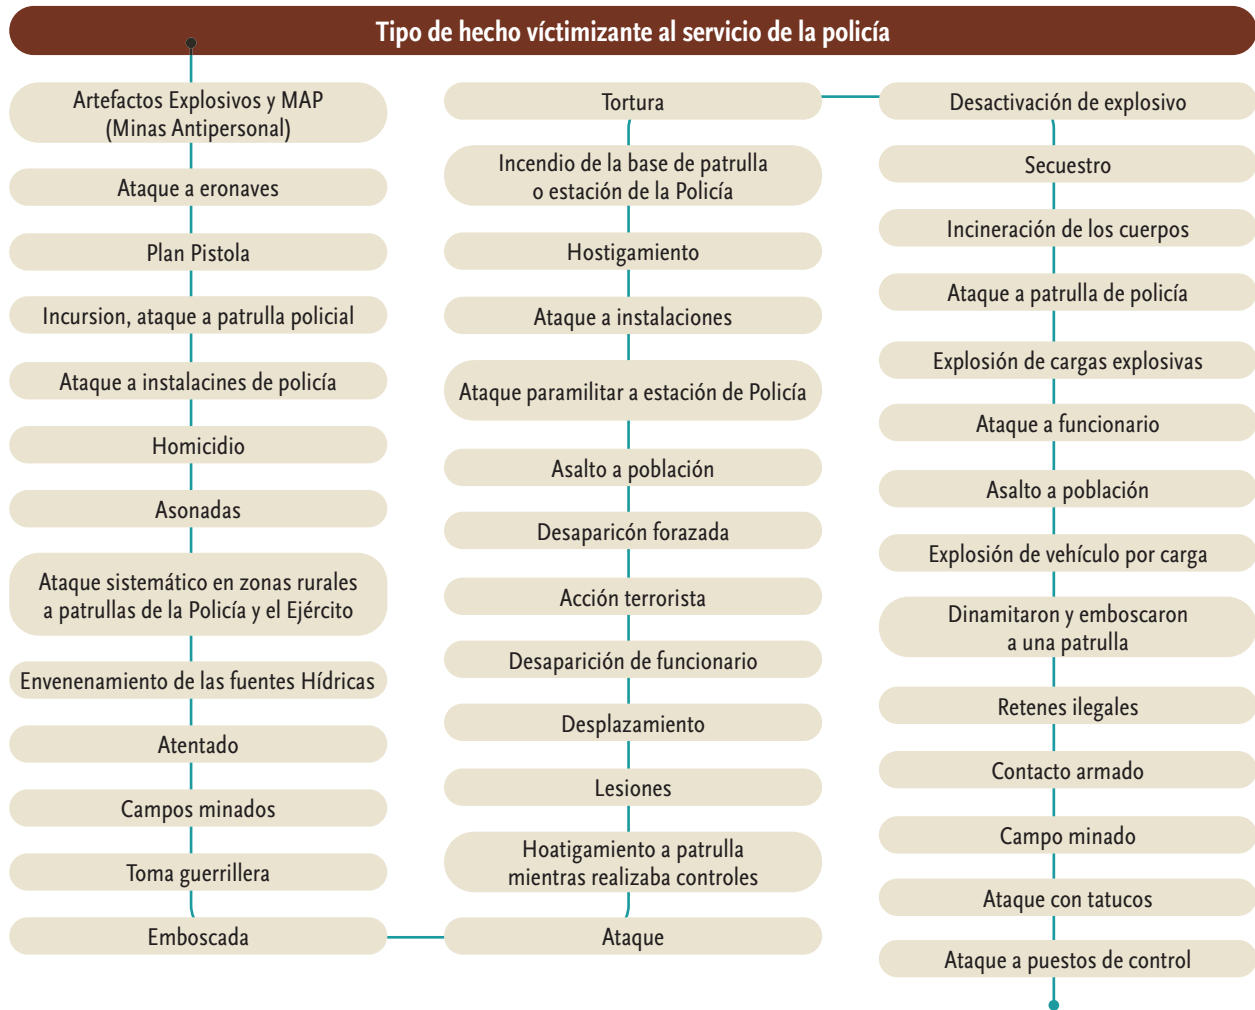 Tipo de hecho víctimizante al servicio de la policía
Artefactos Explosivos y MAP
(Minas Antipersonal)
Ataque a eronaves
Plan Pistola
Incursion, ataque a patrulla policial
Ataque a instalacines de policía
Homicidio
Asonadas
Ataque sistemático en zonas rurales
a patrullas de la Policía y el Ejército
Envenenamiento de las fuentes Hídricas
Atentado
Campos minados
Toma guerrillera
Emboscada
Tortura
Incendio de la base de patrulla
o estación de la Policía
Hostigamiento
Ataque a instalaciones
Ataque paramilitar a estación de Policía
Asalto a población
Desaparicón forazada
Acción terrorista
Desaparición de funcionario
Desplazamiento
Lesiones
Hoatigamiento a patrulla
mientras realizaba controles
Ataque
Desactivación de explosivo
Secuestro
Incineración de los cuerpos
Ataque a patrulla de policía
Explosión de cargas explosivas
Ataque a funcionario
Asalto a población
Explosión de vehículo por carga
Dinamitaron y emboscaron
a una patrulla
Retenes ilegales
Contacto armado
Campo minado
Ataque con tatucos
Ataque a puestos de control